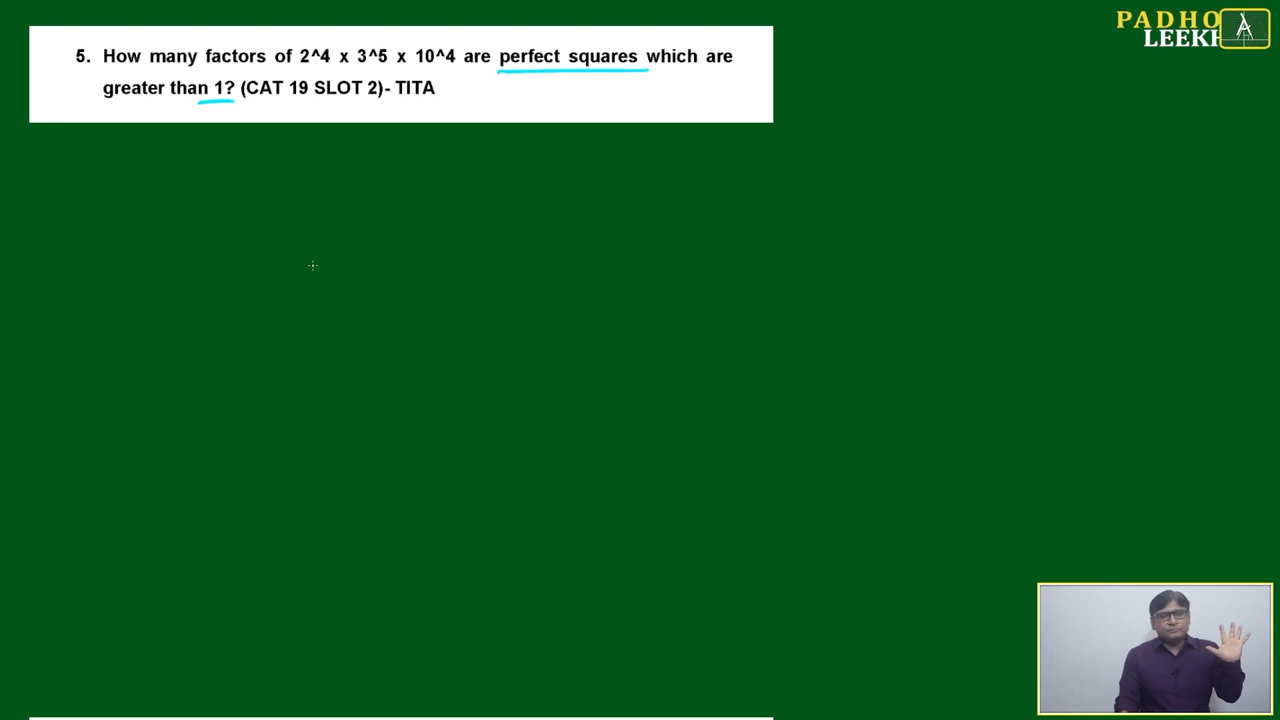 PADHO
LEEKH
5. How many factors of 2^4 x 3^5 x 10^4 are perfect squares which are
greater than 1? (CAT 19 SLOT 2)- TITA